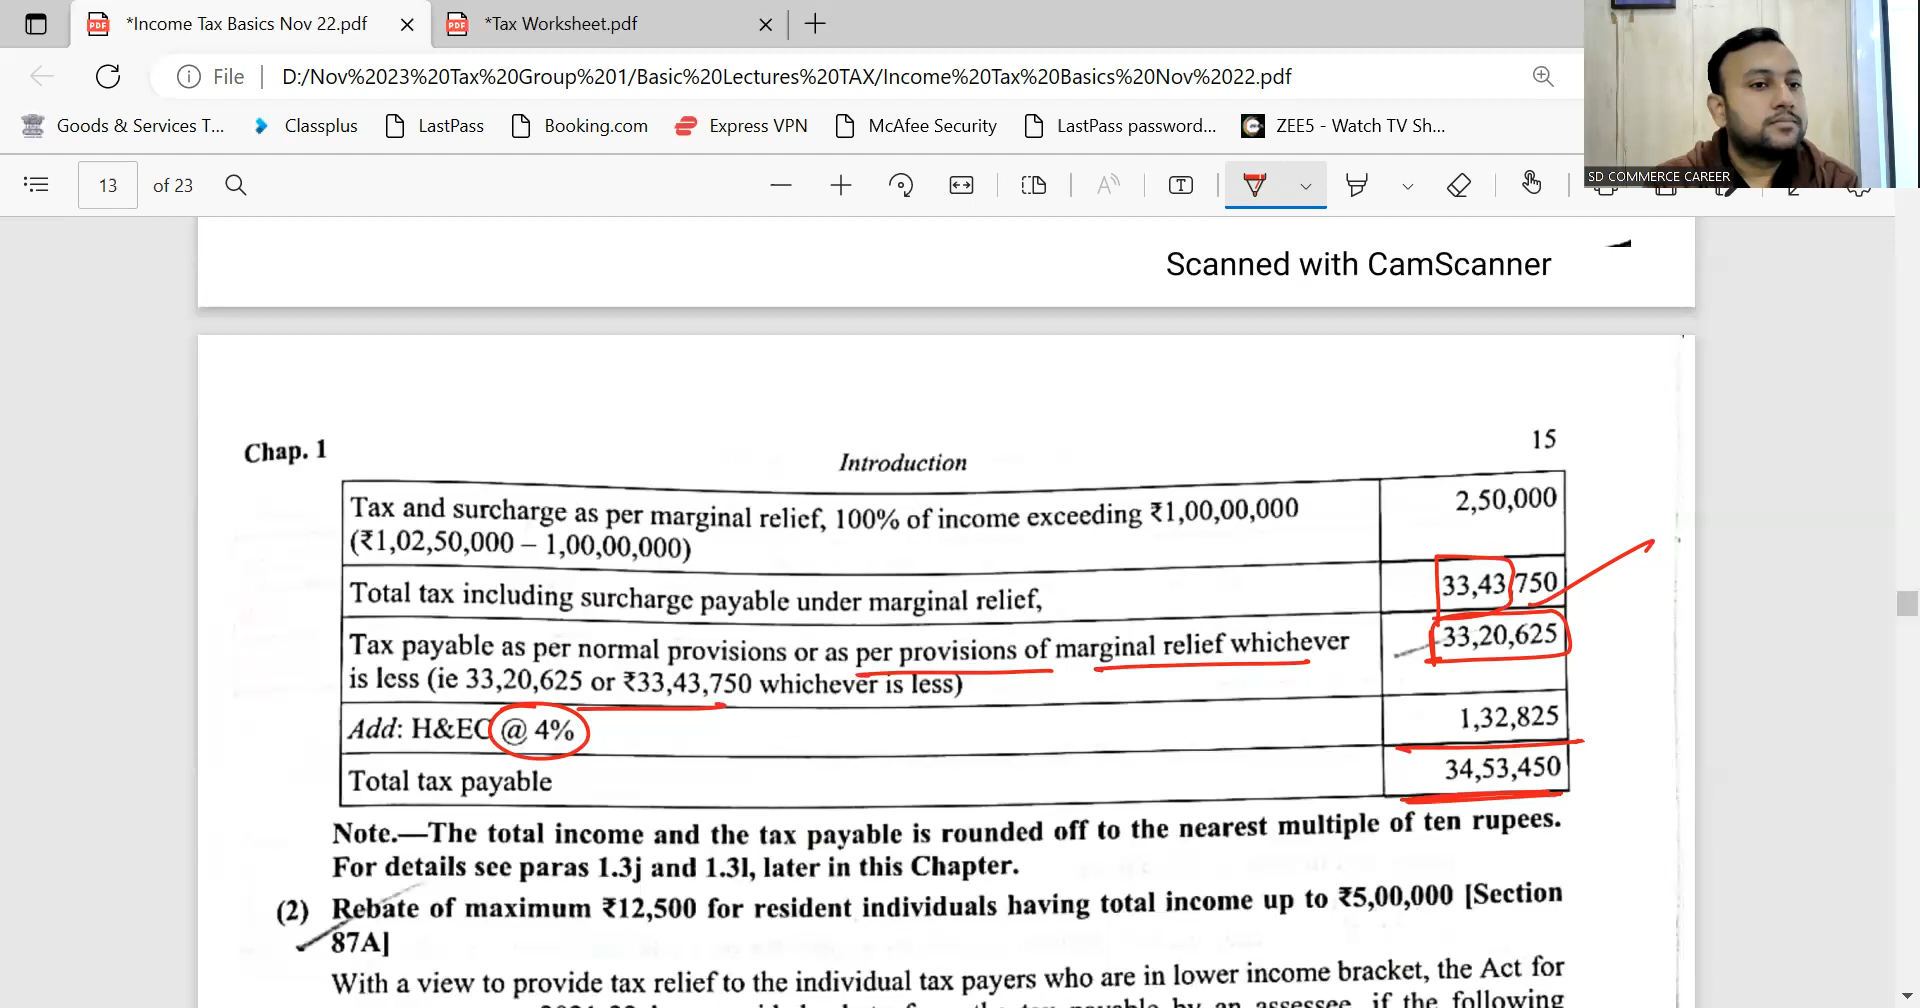 *Income Tax Basics Nov 22.pdf
*Tax Worksheet.pdf
File
D:/Nov%2023%20Tax%20Group%201/Basic%20Lectures%20TAX/Income%20Tax%20Basics%20Nov%2022.pdf
Goods & Services T...
Classplus
LastPass
Booking.com
Express VPN
McAfee Security
LastPass password...
ZEE5 - Watch TV Sh...
SD COMMERCE CAREER
13 of 23
Scanned with CamScanner
Chap. 1
Introduction
15
Tax and surcharge as per marginal relief, 100% of income exceeding ₹1,00,00,000 2,50,000
(₹1,02,50,000 – 1,00,00,000)
Total tax including surcharge payable under marginal relief, 33,43,750
Tax payable as per normal provisions or as per provisions of marginal relief whichever 33,20,625
is less (ie 33,20,625 or ₹33,43,750 whichever is less)
Add: H&EC @ 4% 1,32,825
Total tax payable 34,53,450
Note.—The total income and the tax payable is rounded off to the nearest multiple of ten rupees.
For details see paras 1.3j and 1.3l, later in this Chapter.
(2) Rebate of maximum ₹12,500 for resident individuals having total income up to ₹5,00,000 [Section
87A]
With a view to provide tax relief to the individual tax payers who are in lower income bracket, the Act for
by an assessee, if the following